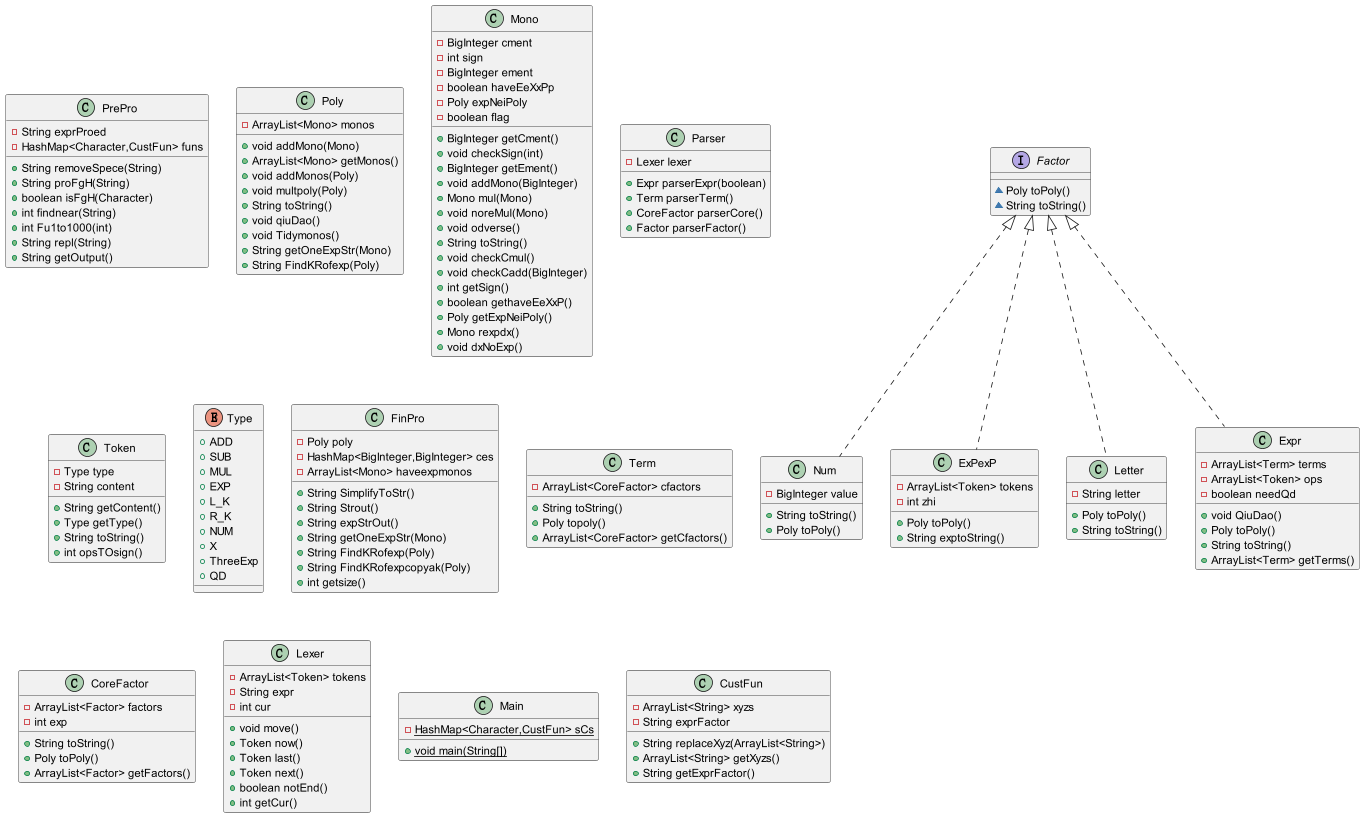 C PrePro
String exprProed
HashMap<Character,CustFun> funs
String removeSpece(String)
String proFgH(String)
boolean isFgH(Character)
int findnear(String)
int Fu1to1000(int)
String repl(String)
String getOutput()
C Poly
ArrayList<Mono> monos
void addMono(Mono)
ArrayList<Mono> getMonos()
void addMonos(Poly)
void multpoly(Poly)
String toString()
void qiuDao()
void Tidymonos()
String getOneExpStr(Mono)
String FindKRofexp(Poly)
C Mono
BigInteger cment
int sign
BigInteger ement
boolean haveEeXxPp
Poly expNeiPoly
boolean flag
BigInteger getCment()
void checkSign(int)
BigInteger getEment()
void addMono(BigInteger)
Mono mul(Mono)
void noreMul(Mono)
void odverse()
String toString()
void checkCmul()
void checkCadd(BigInteger)
int getSign()
boolean gethaveEeXxP()
Poly getExpNeiPoly()
Mono rexpdx()
void dxNoExp()
C Parser
Lexer lexer
Expr parserExpr(boolean)
Term parserTerm()
CoreFactor parserCore()
Factor parserFactor()
I Factor
Poly toPoly()
String toString()
C Token
Type type
String content
String getContent()
Type getType()
String toString()
int opsTOsign()
E Type
ADD
SUB
MUL
EXP
L_K
R_K
NUM
X
ThreeExp
QD
C FinPro
Poly poly
HashMap<BigInteger,BigInteger> ces
ArrayList<Mono> haveexpmonos
String SimplifyToStr()
String Strout()
String expStrOut()
String getOneExpStr(Mono)
String FindKRofexp(Poly)
String FindKRofexpcopyak(Poly)
int getsize()
C Term
ArrayList<CoreFactor> cfactors
String toString()
Poly topoly()
ArrayList<CoreFactor> getCfactors()
C Num
BigInteger value
String toString()
Poly toPoly()
C ExPexP
ArrayList<Token> tokens
int zhi
Poly toPoly()
String exptoString()
C Letter
String letter
Poly toPoly()
String toString()
C Expr
ArrayList<Term> terms
ArrayList<Token> ops
boolean needQd
void QiuDao()
Poly toPoly()
String toString()
ArrayList<Term> getTerms()
C CoreFactor
ArrayList<Factor> factors
int exp
String toString()
Poly toPoly()
ArrayList<Factor> getFactors()
C Lexer
ArrayList<Token> tokens
String expr
int cur
void move()
Token now()
Token last()
Token next()
boolean notEnd()
int getCur()
C Main
HashMap<Character,CustFun> sCs
void main(String[])
C CustFun
ArrayList<String> xyzs
String exprFactor
String replaceXyz(ArrayList<String>)
ArrayList<String> getXyzs()
String getExprFactor()